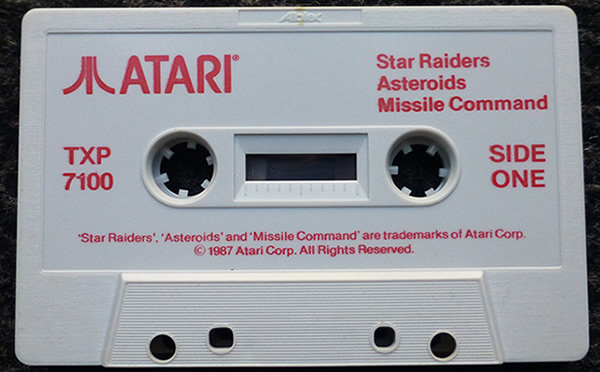 ATARI®
Star Raiders
Asteroids
Missile Command
TXP
7100
SIDE
ONE
'Star Raiders'. 'Asteroids' and 'Missile Command' are trademarks of Atari Corp.
© 1987 Atari Corp. All Rights Reserved.